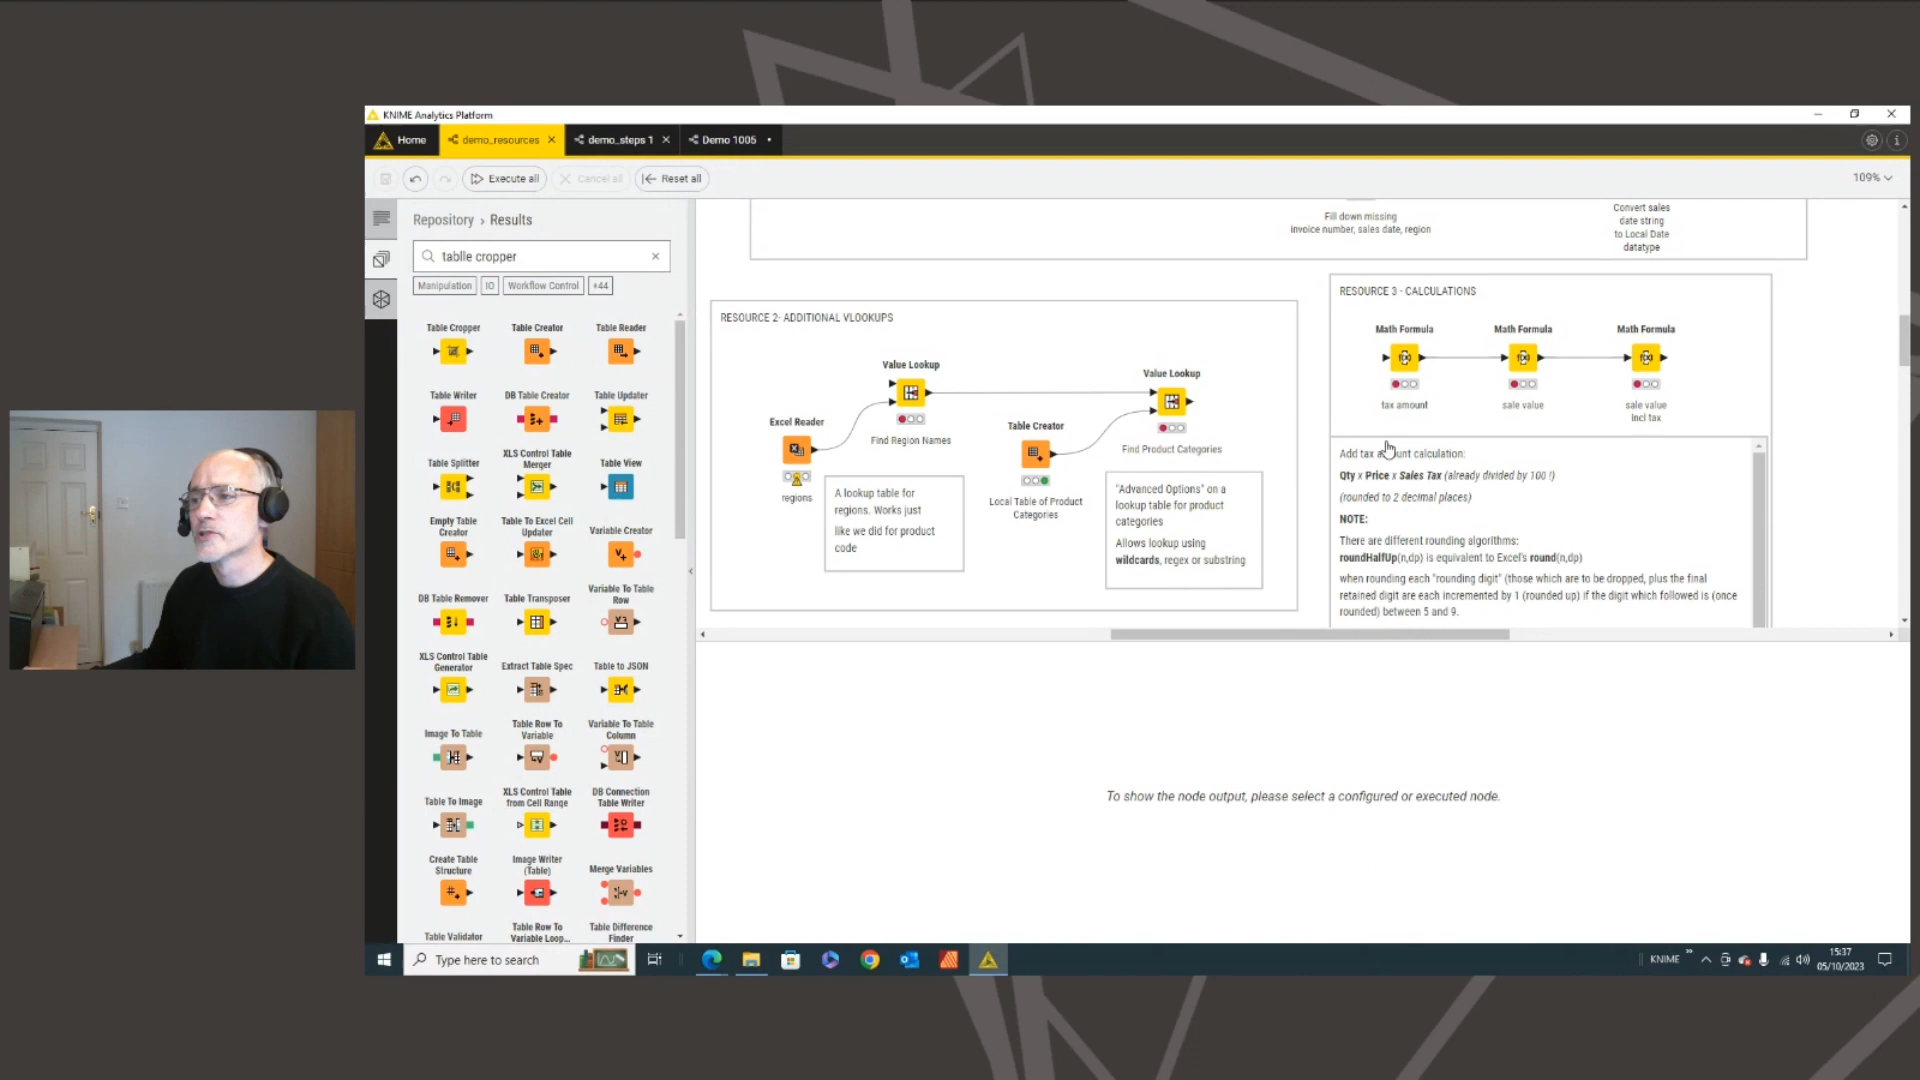 KNIME Analytics Platform
Home
demo_resources
demo_steps 1
Demo 1005
Execute all
Cancel all
Reset all
109%
Repository › Results
tablle cropper
Manipulation
IO
Workflow Control
+44
Table Cropper
Table Creator
Table Reader
Table Writer
DB Table Creator
Table Updater
Table Splitter
XLS Control Table
Merger
Table View
Empty Table
Creator
Table To Excel Cell
Updater
Variable Creator
DB Table Remover
Table Transposer
Variable To Table
Row
XLS Control Table
Generator
Extract Table Spec
Table to JSON
Image To Table
Table Row To
Variable
Variable To Table
Column
Table To Image
XLS Control Table
from Cell Range
DB Connection
Table Writer
Create Table
Structure
Image Writer
(Table)
Merge Variables
Table Validator
Table Row To
Variable Loop...
Table Difference
Finder
Fill down missing
invoice number, sales date, region
Convert sales
date string
to Local Date
datatype
RESOURCE 2- ADDITIONAL VLOOKUPS
Value Lookup
Find Region Names
Value Lookup
Find Product Categories
Excel Reader
regions
Table Creator
Local Table of Product
Categories
A lookup table for
regions. Works just
like we did for product
code
"Advanced Options" on a
lookup table for product
categories
Allows lookup using
wildcards, regex or substring
RESOURCE 3 - CALCULATIONS
Math Formula
Math Formula
Math Formula
tax amount
sale value
sale value
incl tax
Add tax amount calculation:
Qty x Price x Sales Tax (already divided by 100 !)
(rounded to 2 decimal places)
NOTE:
There are different rounding algorithms:
roundHalfUp(n,dp) is equivalent to Excel's round(n,dp)
when rounding each "rounding digit" (those which are to be dropped, plus the final
retained digit are each incremented by 1 (rounded up) if the digit which followed is (once
rounded) between 5 and 9.
To show the node output, please select a configured or executed node.
Type here to search
KNIME
15:37
05/10/2023